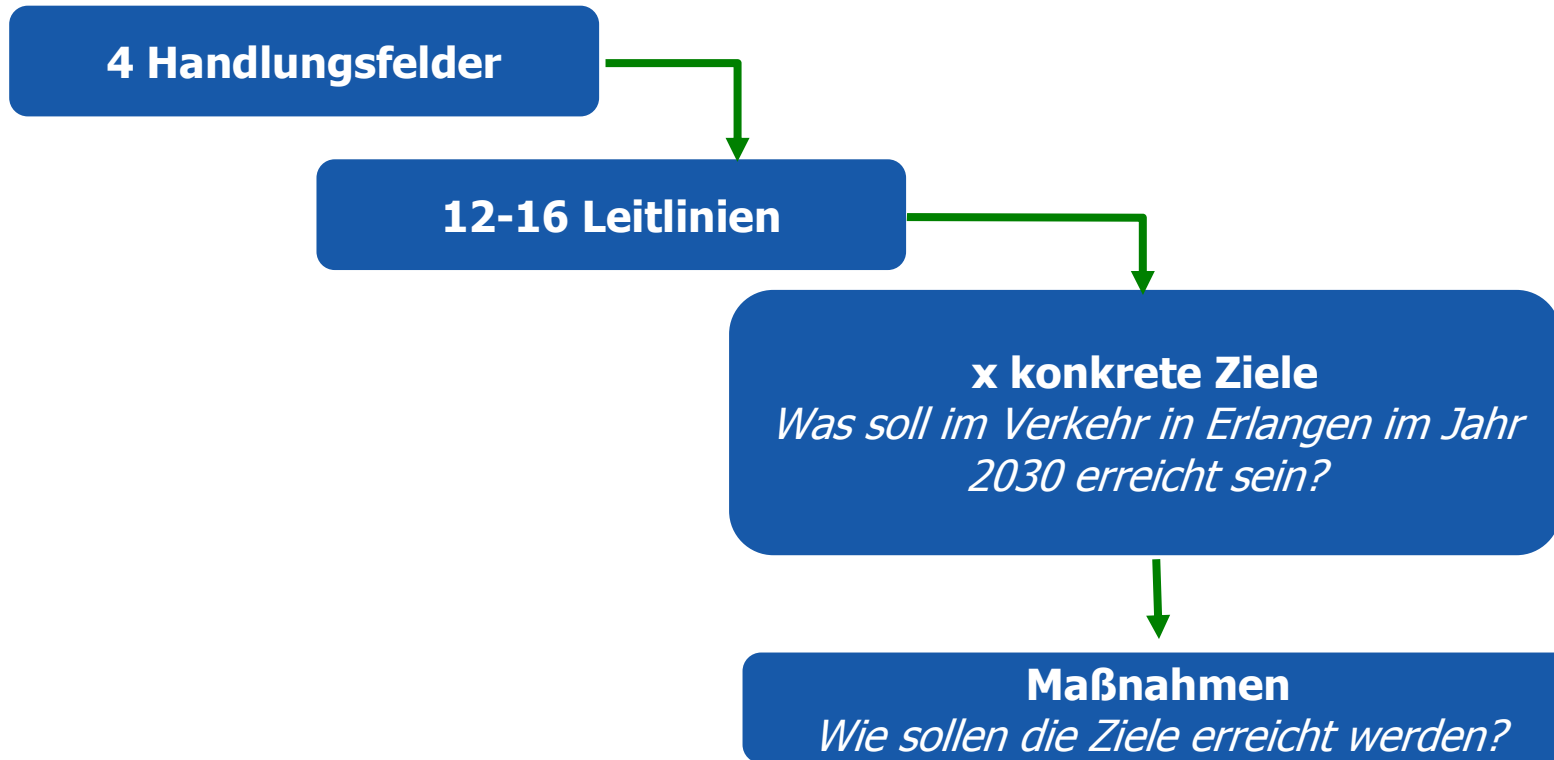 4 Handlungsfelder
12-16 Leitlinien
x konkrete Ziele
Was soll im Verkehr in Erlangen im Jahr
2030 erreicht sein?
Maßnahmen
Wie sollen die Ziele erreicht werden?